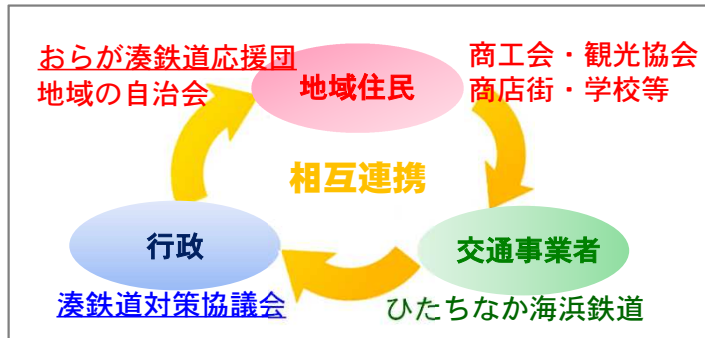 おらが湊鉄道応援団
地域の自治会
地域住民
商工会・観光協会
商店街・学校等
相互連携
行政
交通事業者
湊鉄道対策協議会
ひたちなか海浜鉄道